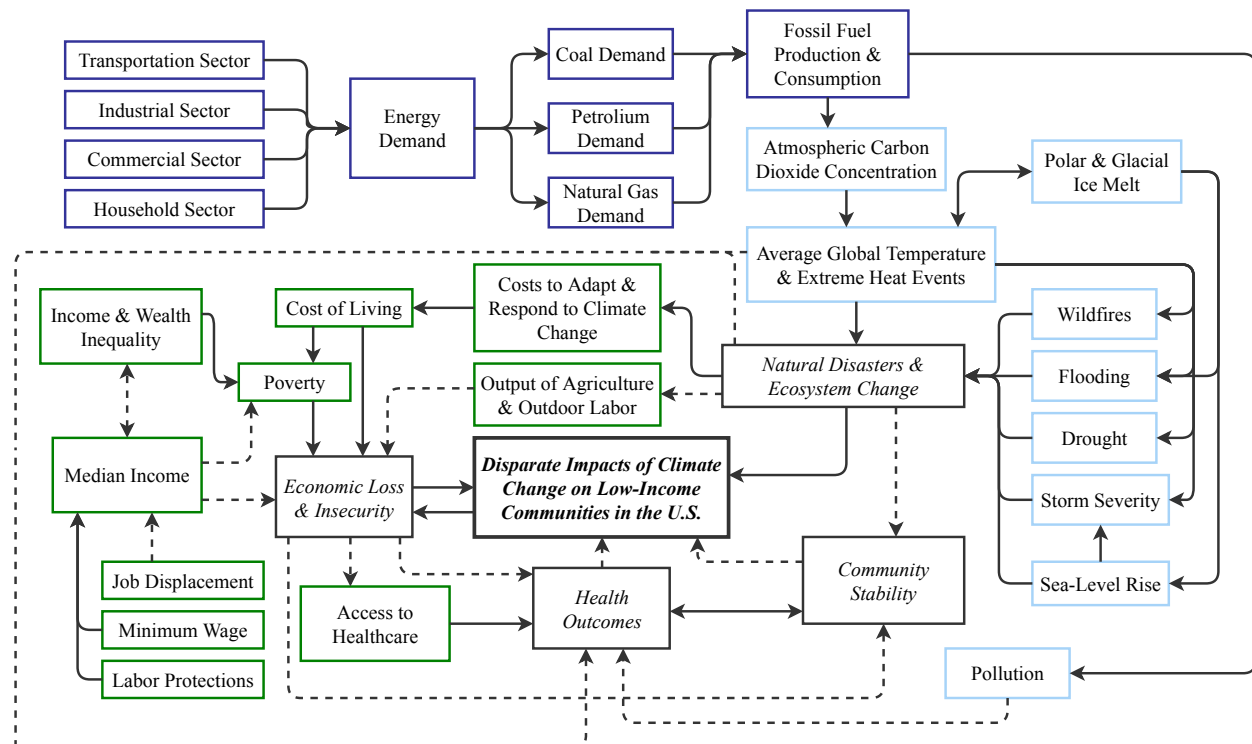 Transportation Sector
Industrial Sector
Commercial Sector
Household Sector
Energy
Demand
Coal Demand
Petrolium
Demand
Natural Gas
Demand
Fossil Fuel
Production &
Consumption
Atmospheric Carbon
Dioxide Concentration
Polar & Glacial
Ice Melt
Average Global Temperature
& Extreme Heat Events
Income & Wealth
Inequality
Cost of Living
Costs to Adapt &
Respond to Climate
Change
Wildfires
Poverty
Output of Agriculture
& Outdoor Labor
Natural Disasters &
Ecosystem Change
Flooding
Drought
Median Income
Economic Loss
& Insecurity
Disparate Impacts of Climate
Change on Low-Income
Communities in the U.S.
Storm Severity
Job Displacement
Minimum Wage
Labor Protections
Access to
Healthcare
Health
Outcomes
Community
Stability
Sea-Level Rise
Pollution